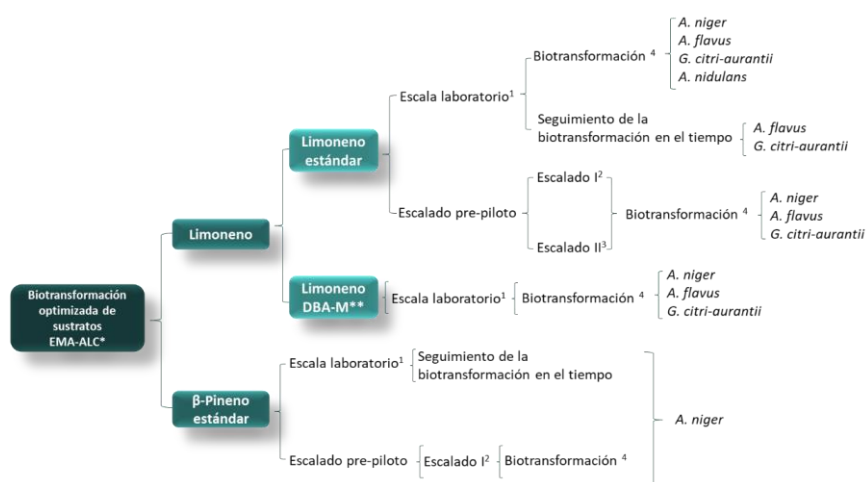 Biotransformación
optimizada de
sustratos
EMA-ALC*
Limoneno
Limoneno
estándar
Escala laboratorio¹
Biotransformación ⁴
A. niger
A. flavus
G. citri-aurantii
A. nidulans
Seguimiento de la
biotransformación en el tiempo
A. flavus
G. citri-aurantii
Escalado pre-piloto
Escalado I²
Escalado II³
Biotransformación ⁴
A. niger
A. flavus
G. citri-aurantii
Limoneno
DBA-M**
Escala laboratorio¹
Biotransformación ⁴
A. niger
A. flavus
G. citri-aurantii
β-Pineno
estándar
Escala laboratorio¹
Seguimiento de la
biotransformación en el tiempo
Escalado pre-piloto
Escalado I²
Biotransformación ⁴
A. niger